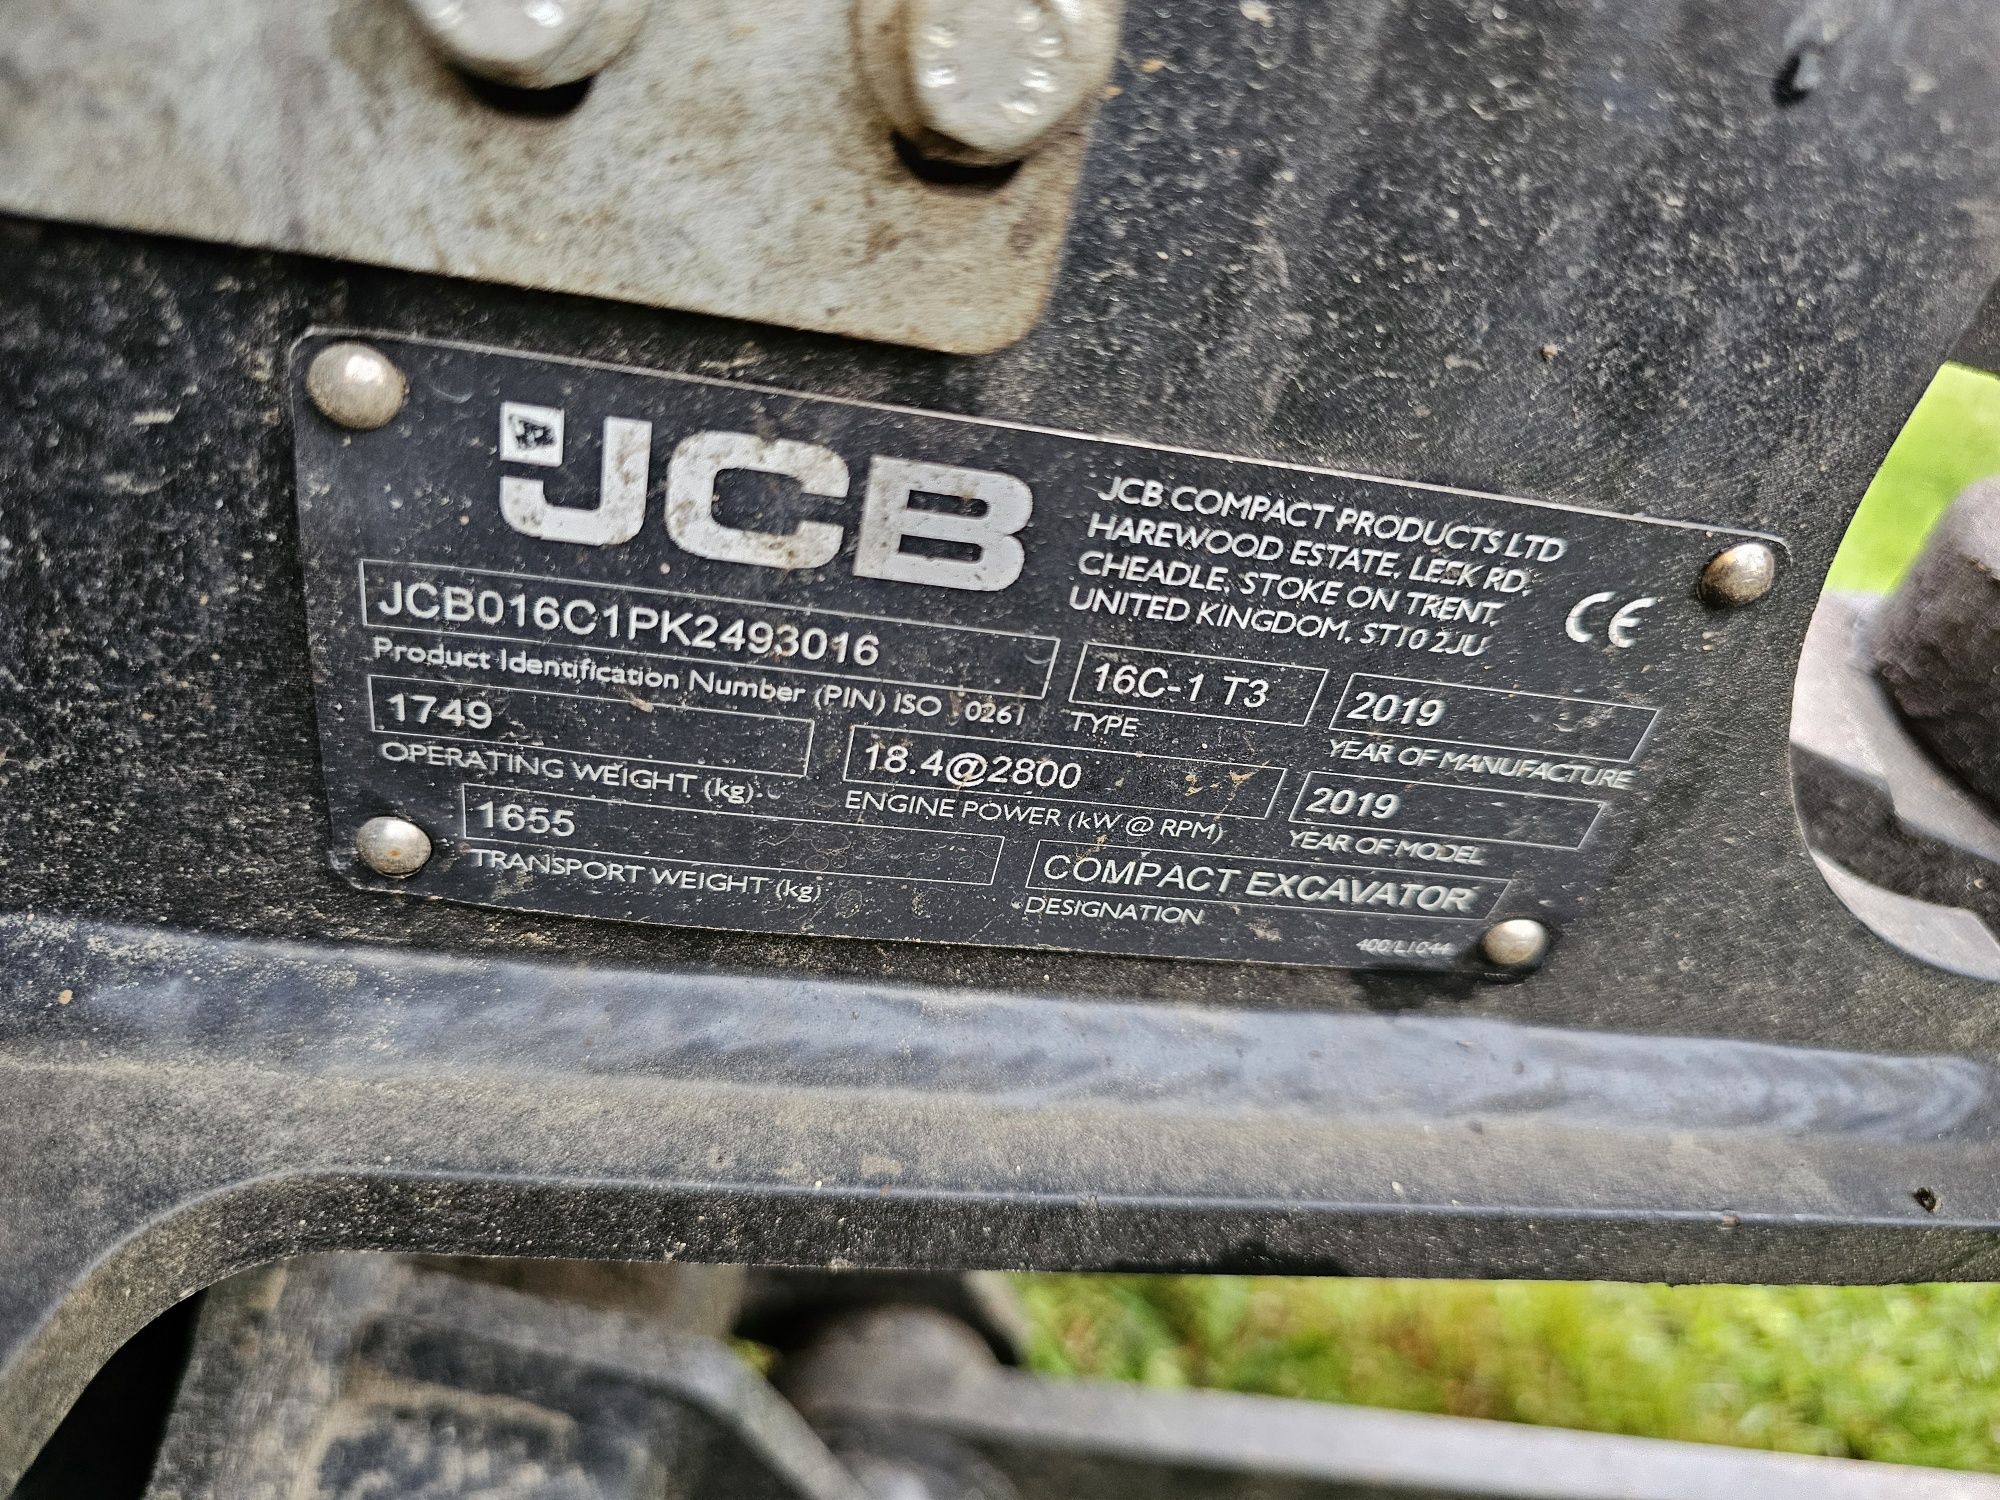 JCB
JCB COMPACT PRODUCTS LTD
HAREWOOD ESTATE, LEEK RD,
CHEADLE, STOKE ON TRENT,
UNITED KINGDOM, ST10 2JU
CE
JCB016C1PK2493016
Product Identification Number (PIN) ISO 10261
16C-1 T3
TYPE
2019
YEAR OF MANUFACTURE
1749
OPERATING WEIGHT (kg)
18.4@2800
ENGINE POWER (kW @ RPM)
2019
YEAR OF MODEL
1655
TRANSPORT WEIGHT (kg)
COMPACT EXCAVATOR
DESIGNATION
400/L1044